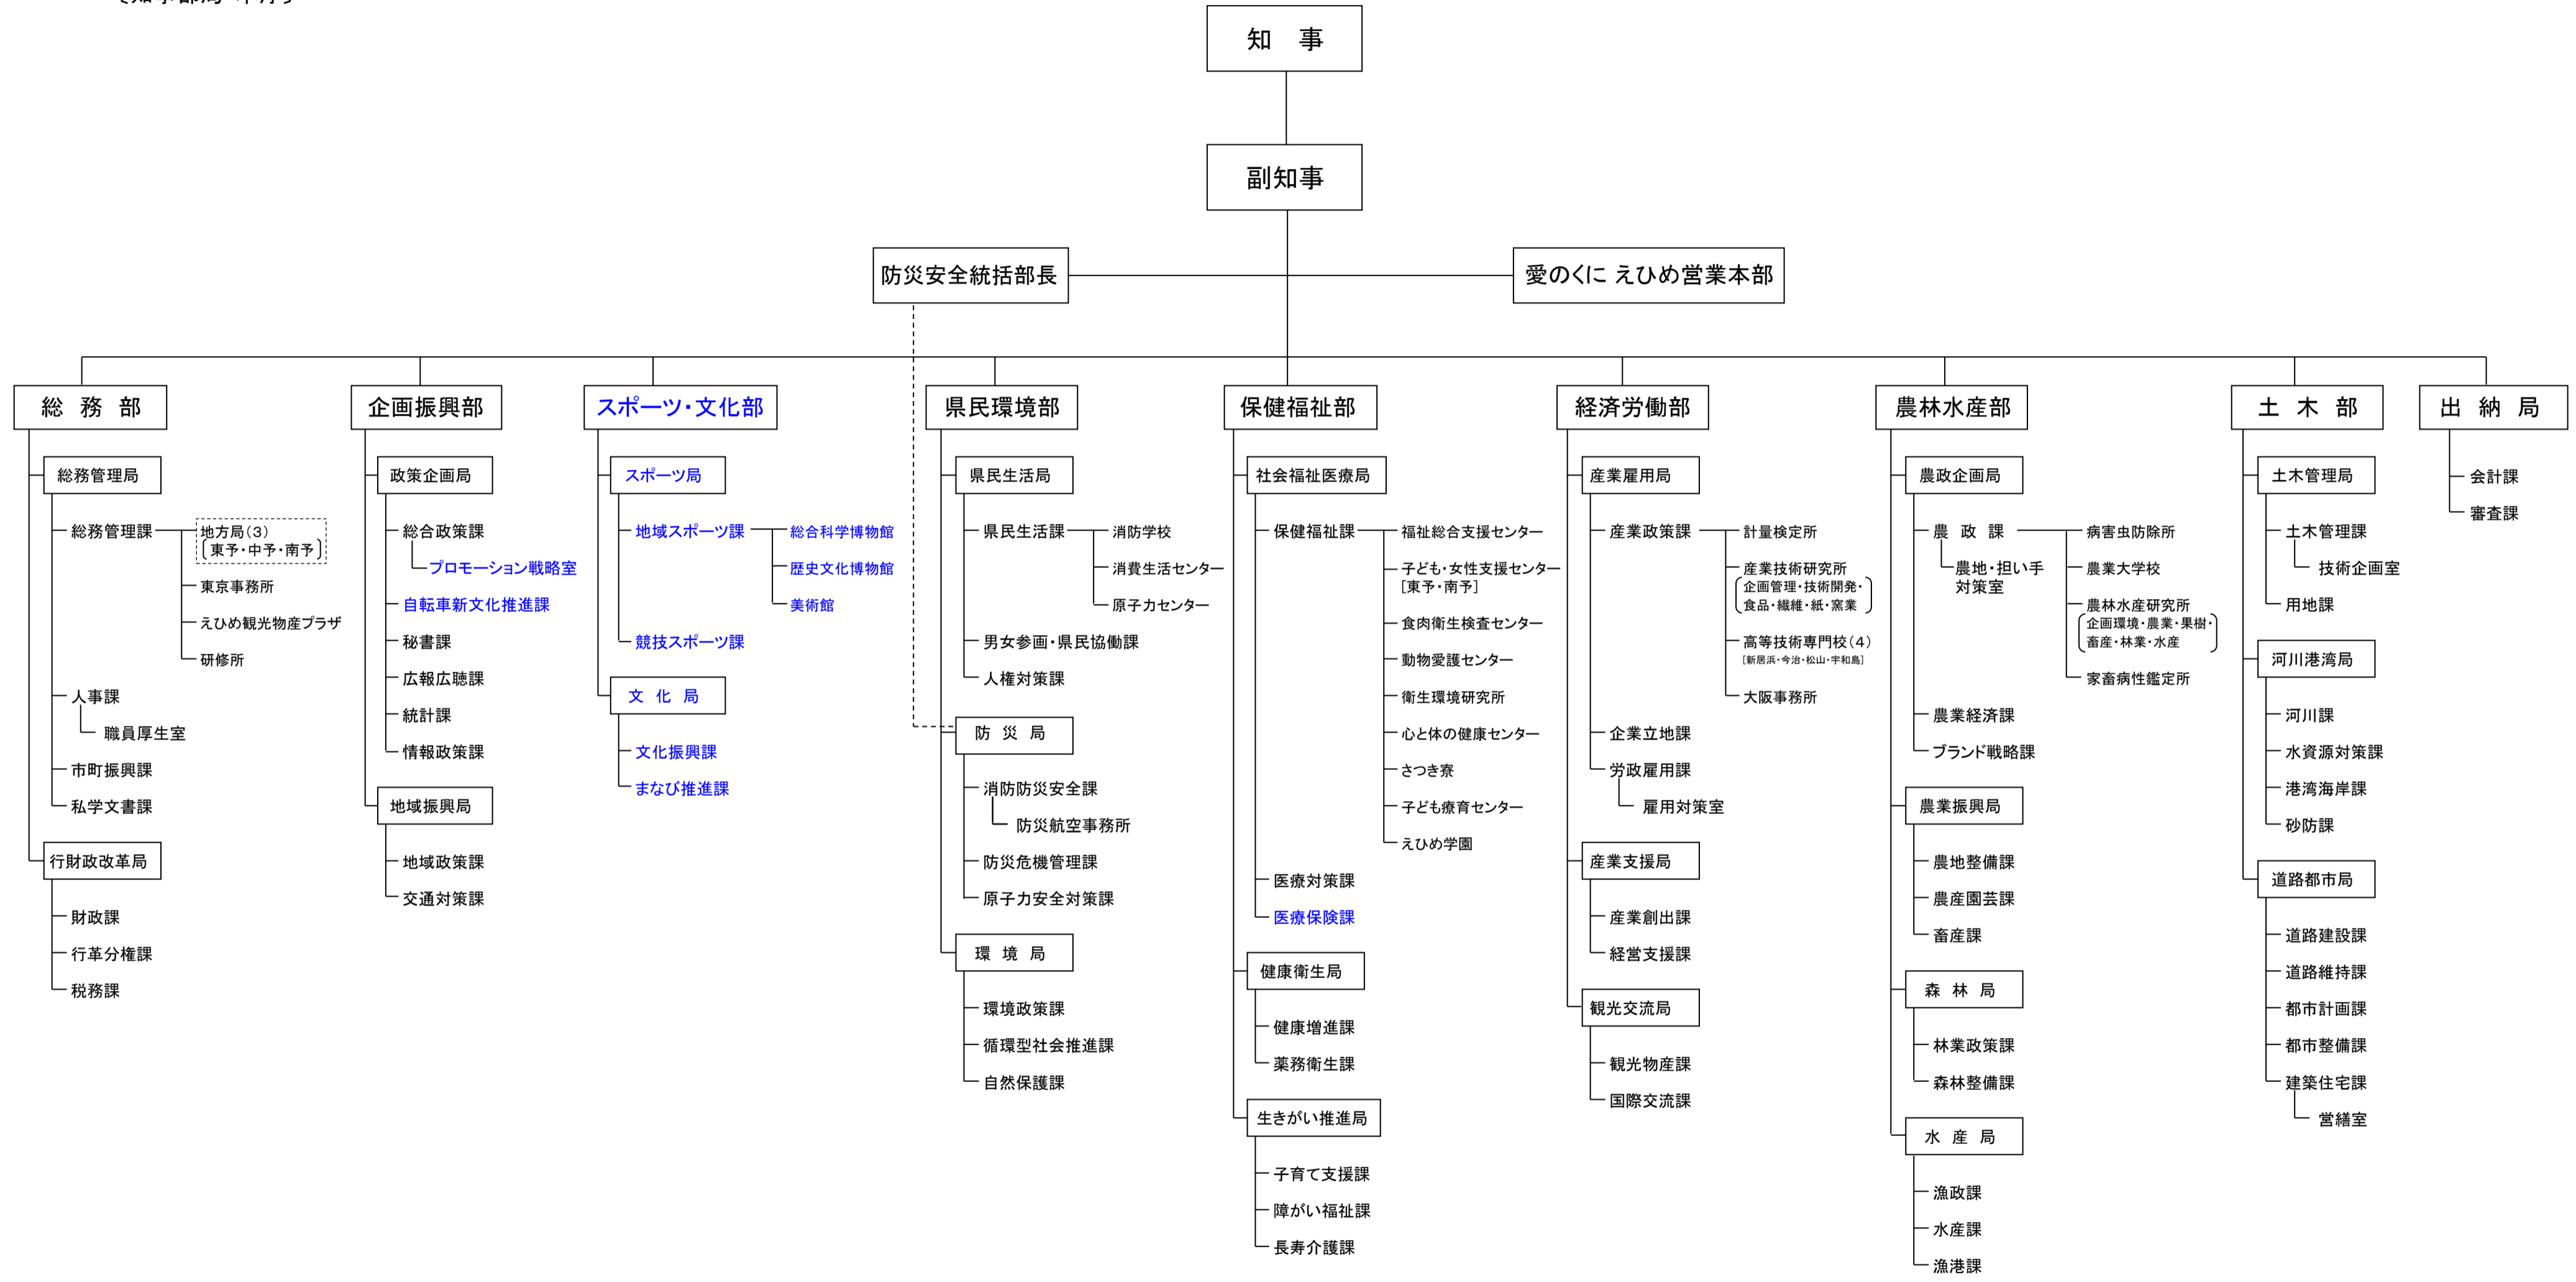 知　事
副知事
防災安全統括部長
愛のくに えひめ営業本部
総　務　部
総務管理局
総務管理課
地方局(3)
〔東予・中予・南予〕
東京事務所
えひめ観光物産プラザ
研修所
人事課
職員厚生室
市町振興課
私学文書課
行財政改革局
財政課
行革分権課
税務課
企画振興部
政策企画局
総合政策課
プロモーション戦略室
自転車新文化推進課
秘書課
広報広聴課
統計課
情報政策課
地域振興局
地域政策課
交通対策課
スポーツ・文化部
スポーツ局
地域スポーツ課
総合科学博物館
歴史文化博物館
美術館
競技スポーツ課
文　化　局
文化振興課
まなび推進課
県民環境部
県民生活局
県民生活課
消防学校
消費生活センター
原子力センター
男女参画・県民協働課
人権対策課
防　災　局
消防防災安全課
防災航空事務所
防災危機管理課
原子力安全対策課
環　境　局
環境政策課
循環型社会推進課
自然保護課
保健福祉部
社会福祉医療局
保健福祉課
福祉総合支援センター
子ども・女性支援センター
[東予・南予]
食肉衛生検査センター
動物愛護センター
衛生環境研究所
心と体の健康センター
さつき寮
子ども療育センター
えひめ学園
医療対策課
医療保険課
健康衛生局
健康増進課
薬務衛生課
生きがい推進局
子育て支援課
障がい福祉課
長寿介護課
経済労働部
産業雇用局
産業政策課
計量検定所
産業技術研究所
企画管理・技術開発・
食品・繊維・紙・窯業
高等技術専門校(4)
[新居浜・今治・松山・宇和島]
大阪事務所
企業立地課
労政雇用課
雇用対策室
産業支援局
産業創出課
経営支援課
観光交流局
観光物産課
国際交流課
農林水産部
農政企画局
農　政　課
農地・担い手
対策室
病害虫防除所
農業大学校
農林水産研究所
企画環境・農業・果樹・
畜産・林業・水産
家畜病性鑑定所
農業経済課
ブランド戦略課
農業振興局
農地整備課
農産園芸課
畜産課
森　林　局
林業政策課
森林整備課
水　産　局
漁政課
水産課
漁港課
土　木　部
土木管理局
土木管理課
技術企画室
用地課
河川港湾局
河川課
水資源対策課
港湾海岸課
砂防課
道路都市局
道路建設課
道路維持課
都市計画課
都市整備課
建築住宅課
営繕室
出　納　局
会計課
審査課